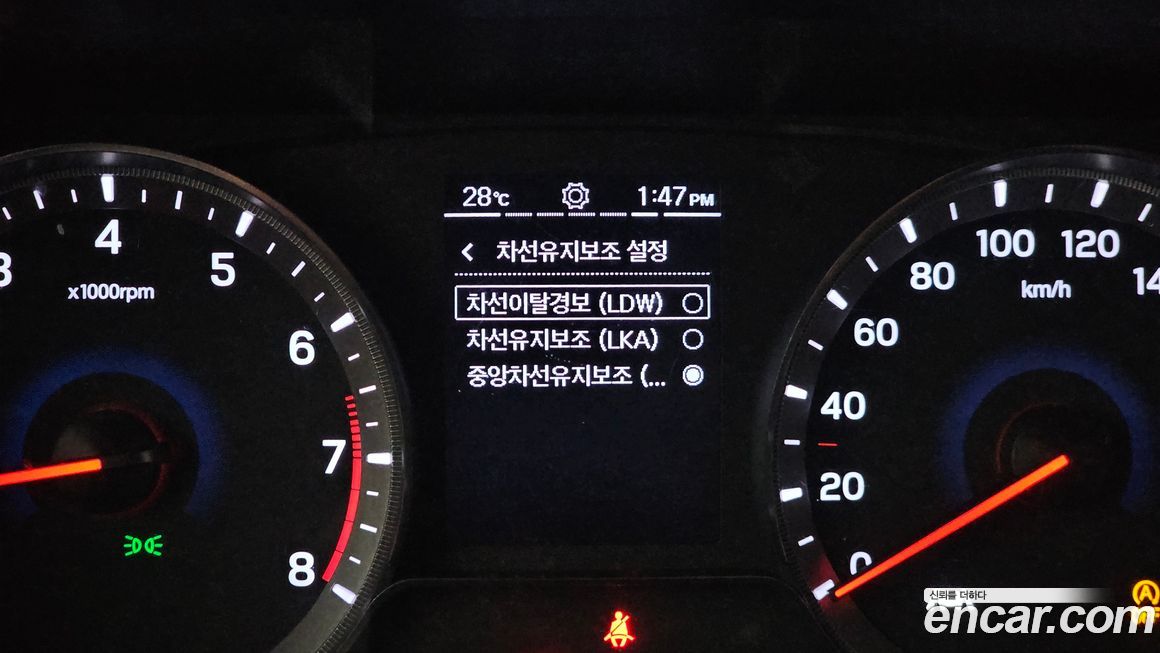 28℃ 1:47PM
차선유지보조 설정
차선이탈경보 (LDW)
차선유지보조 (LKA)
중앙차선유지보조 (...
3 4 5 6 7 8
x1000rpm
0 20 40 60 80 100 120
km/h
A
신뢰를 더하다
encar.com